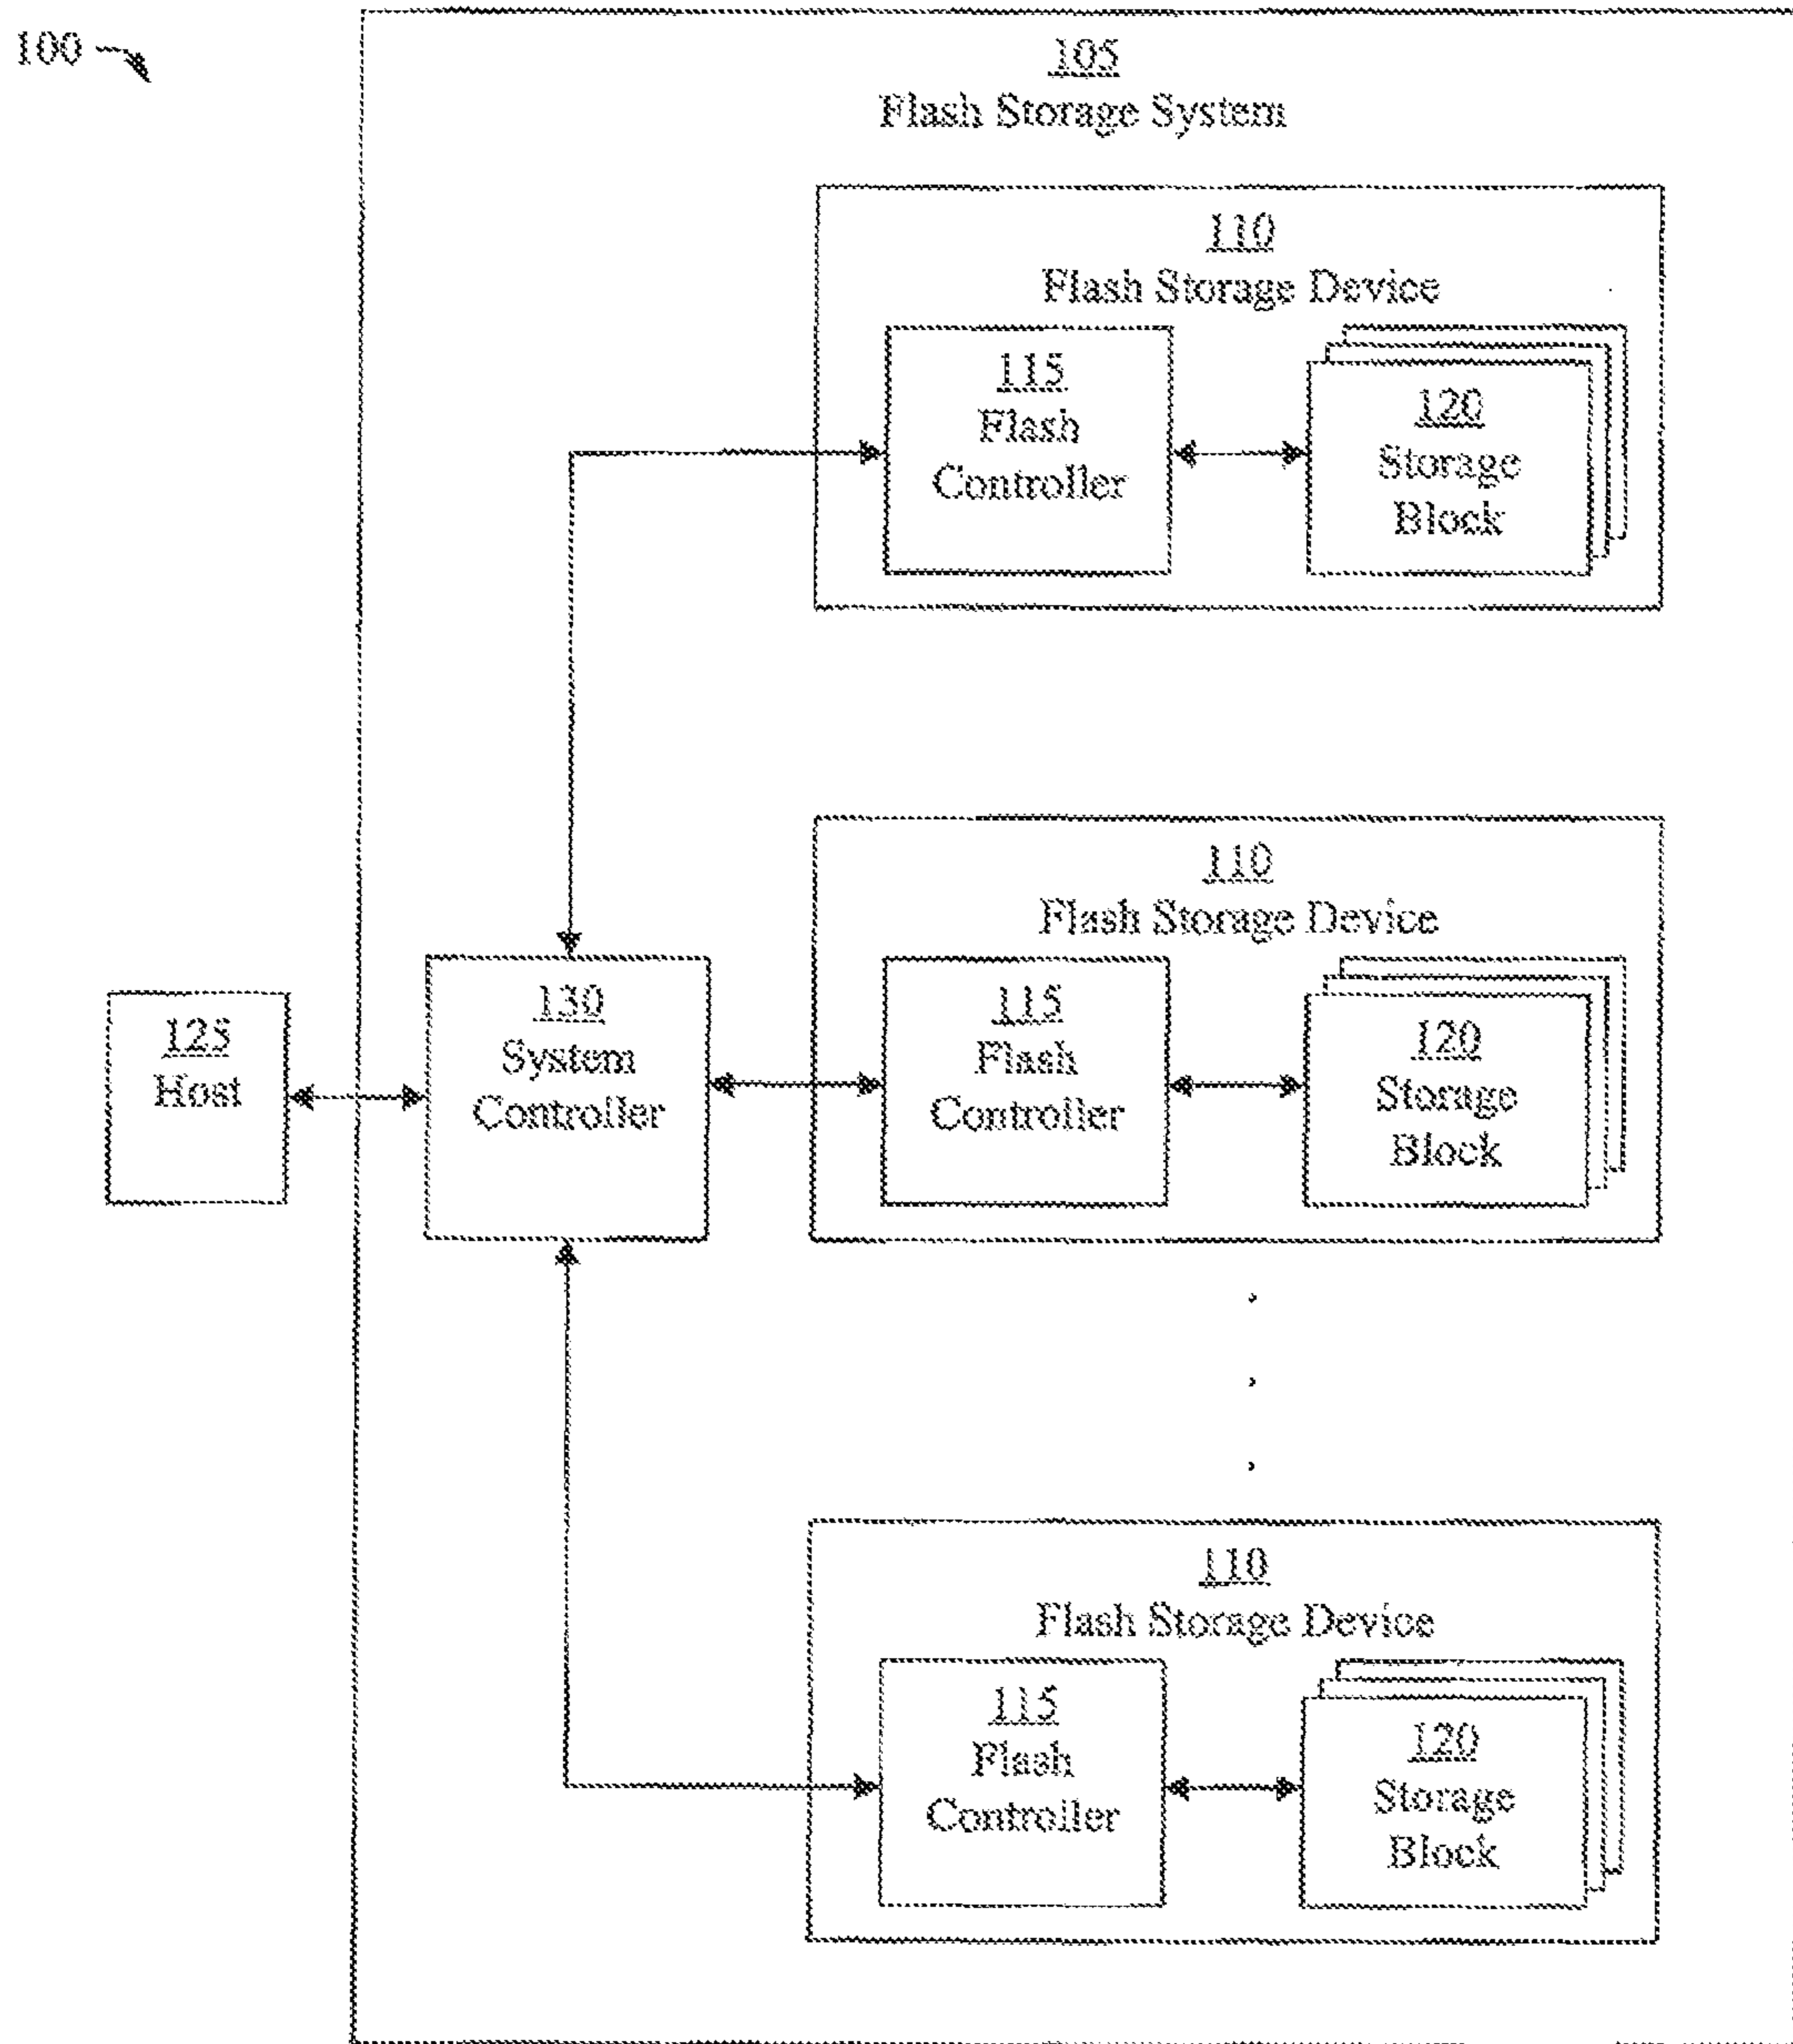 100
105
Flash Storage System
110
Flash Storage Device
115
Flash
Controller
120
Storage
Block
110
Flash Storage Device
125
Host
130
System
Controller
115
Flash
Controller
120
Storage
Block
110
Flash Storage Device
115
Flash
Controller
120
Storage
Block